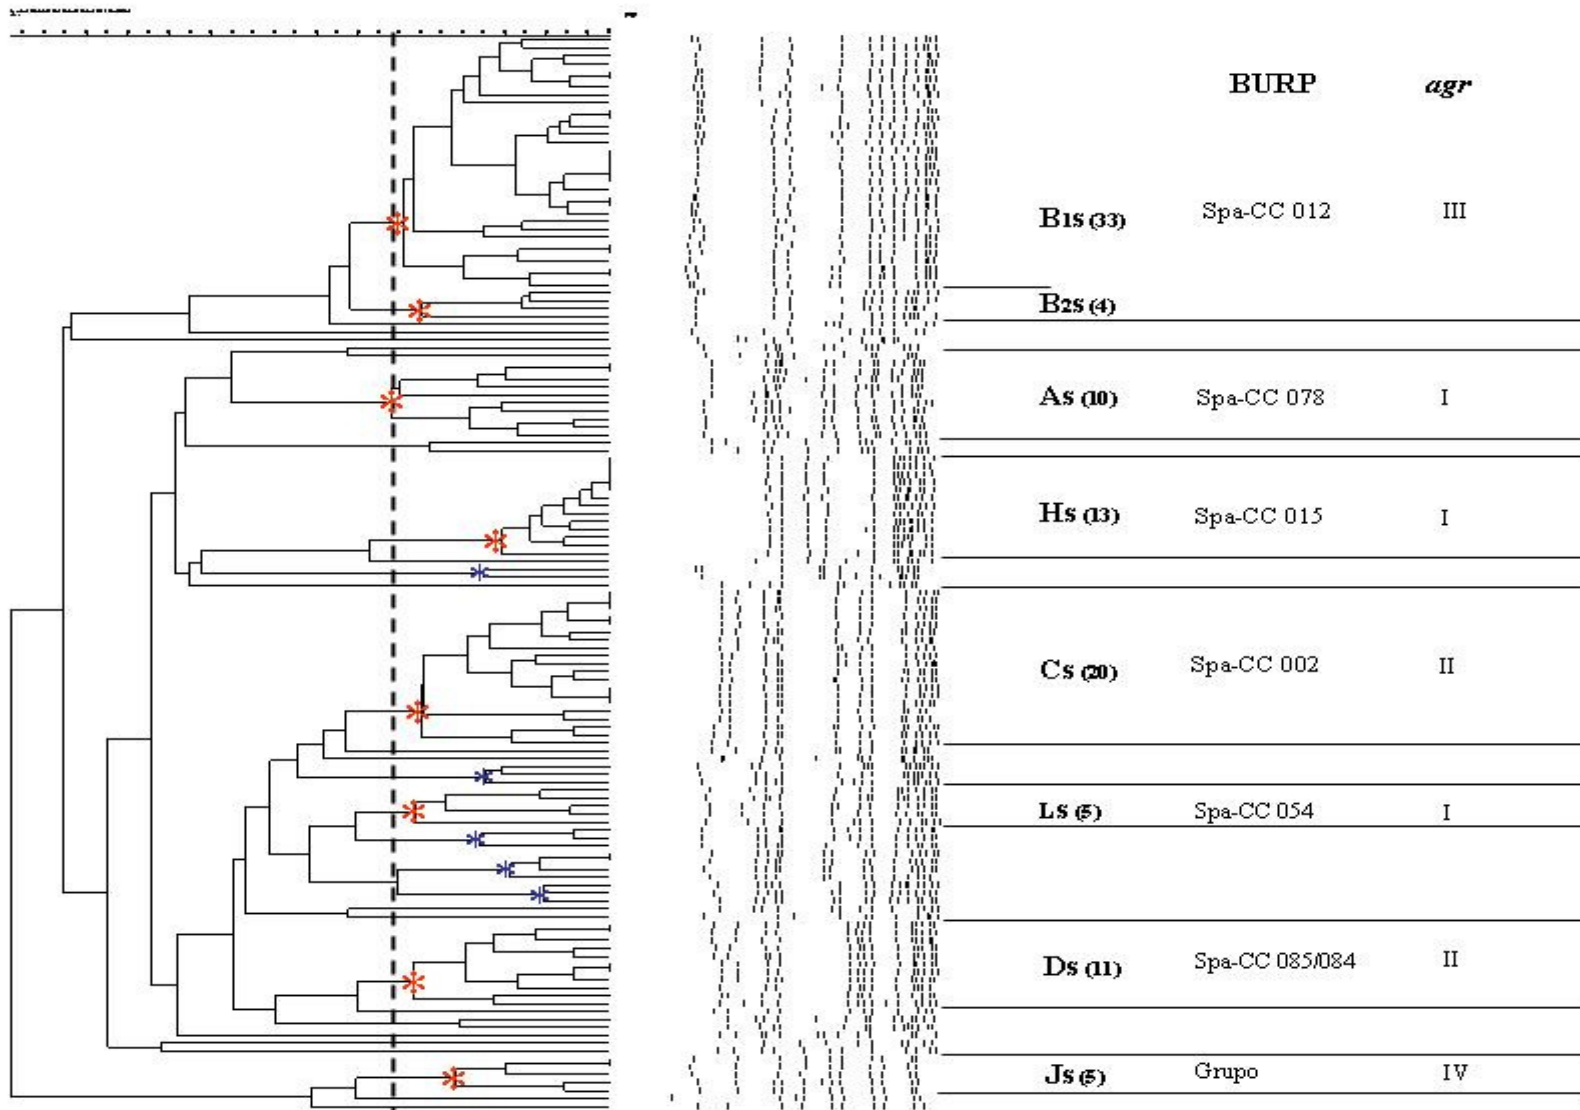 BURP agr
B1s (33) Spa-CC 012 III
B2s (4)
As (10) Spa-CC 078 I
Hs (13) Spa-CC 015 I
Cs (20) Spa-CC 002 II
Ls (5) Spa-CC 054 I
Ds (11) Spa-CC 085/084 II
Js (5) Grupo IV